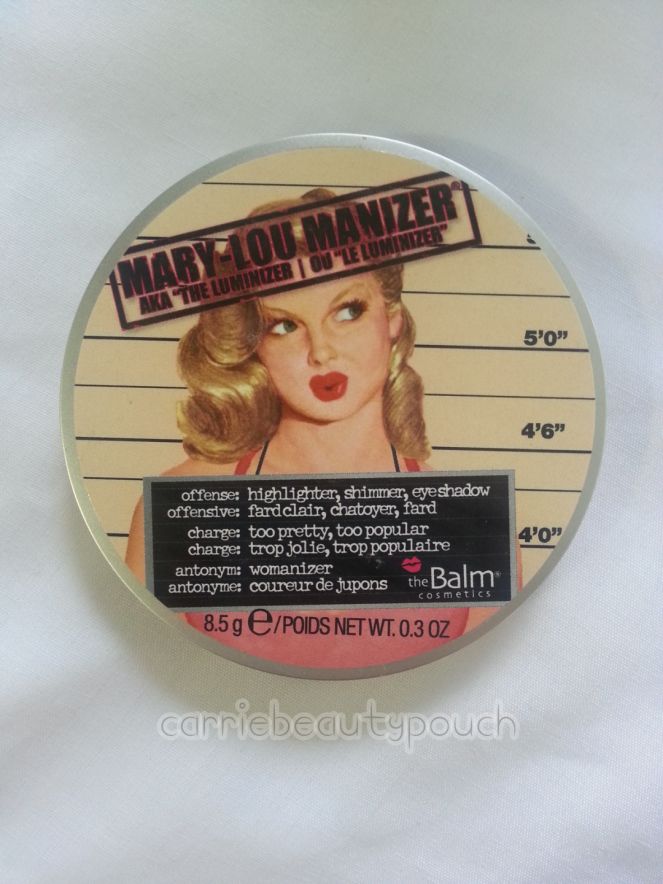 MARY-LOU MANIZER®
AKA "THE LUMINIZER | OU "LE LUMINIZER"
5'0"
4'6"
4'0"
offense: highlighter, shimmer, eyeshadow
offensive: fard clair, chatoyer, fard
charge: too pretty, too popular
charge: trop jolie, trop populaire
antonym: womanizer
antonyme: coureur de jupons
theBalm®
cosmetics
8.5 g ℮/POIDS NET WT. 0.3 OZ
carriebeautypouch